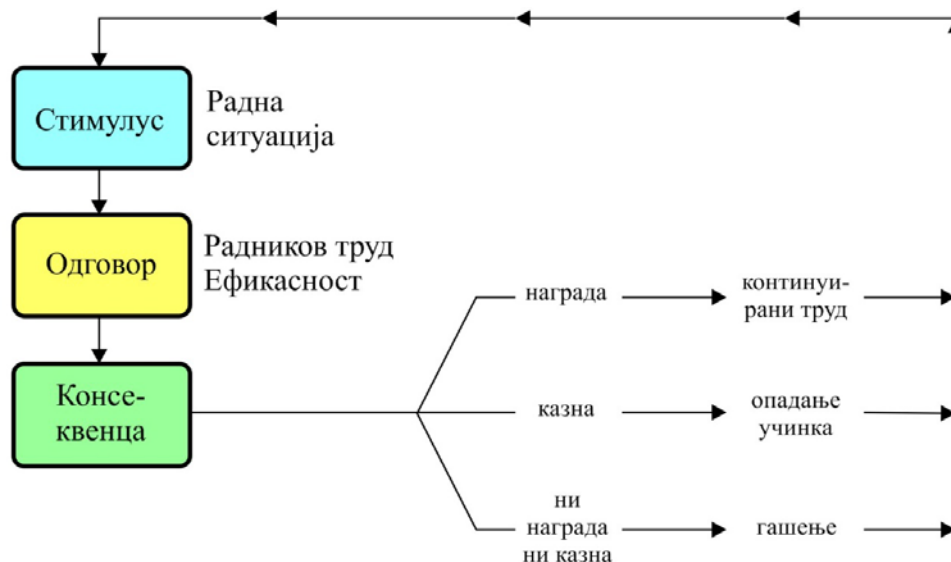 Стимулус
Радна
ситуација
Одговор
Радников труд
Ефикасност
Консе-
квенца
награда
континуи-
рани труд
казна
опадање
учинка
ни
награда
ни казна
гашење